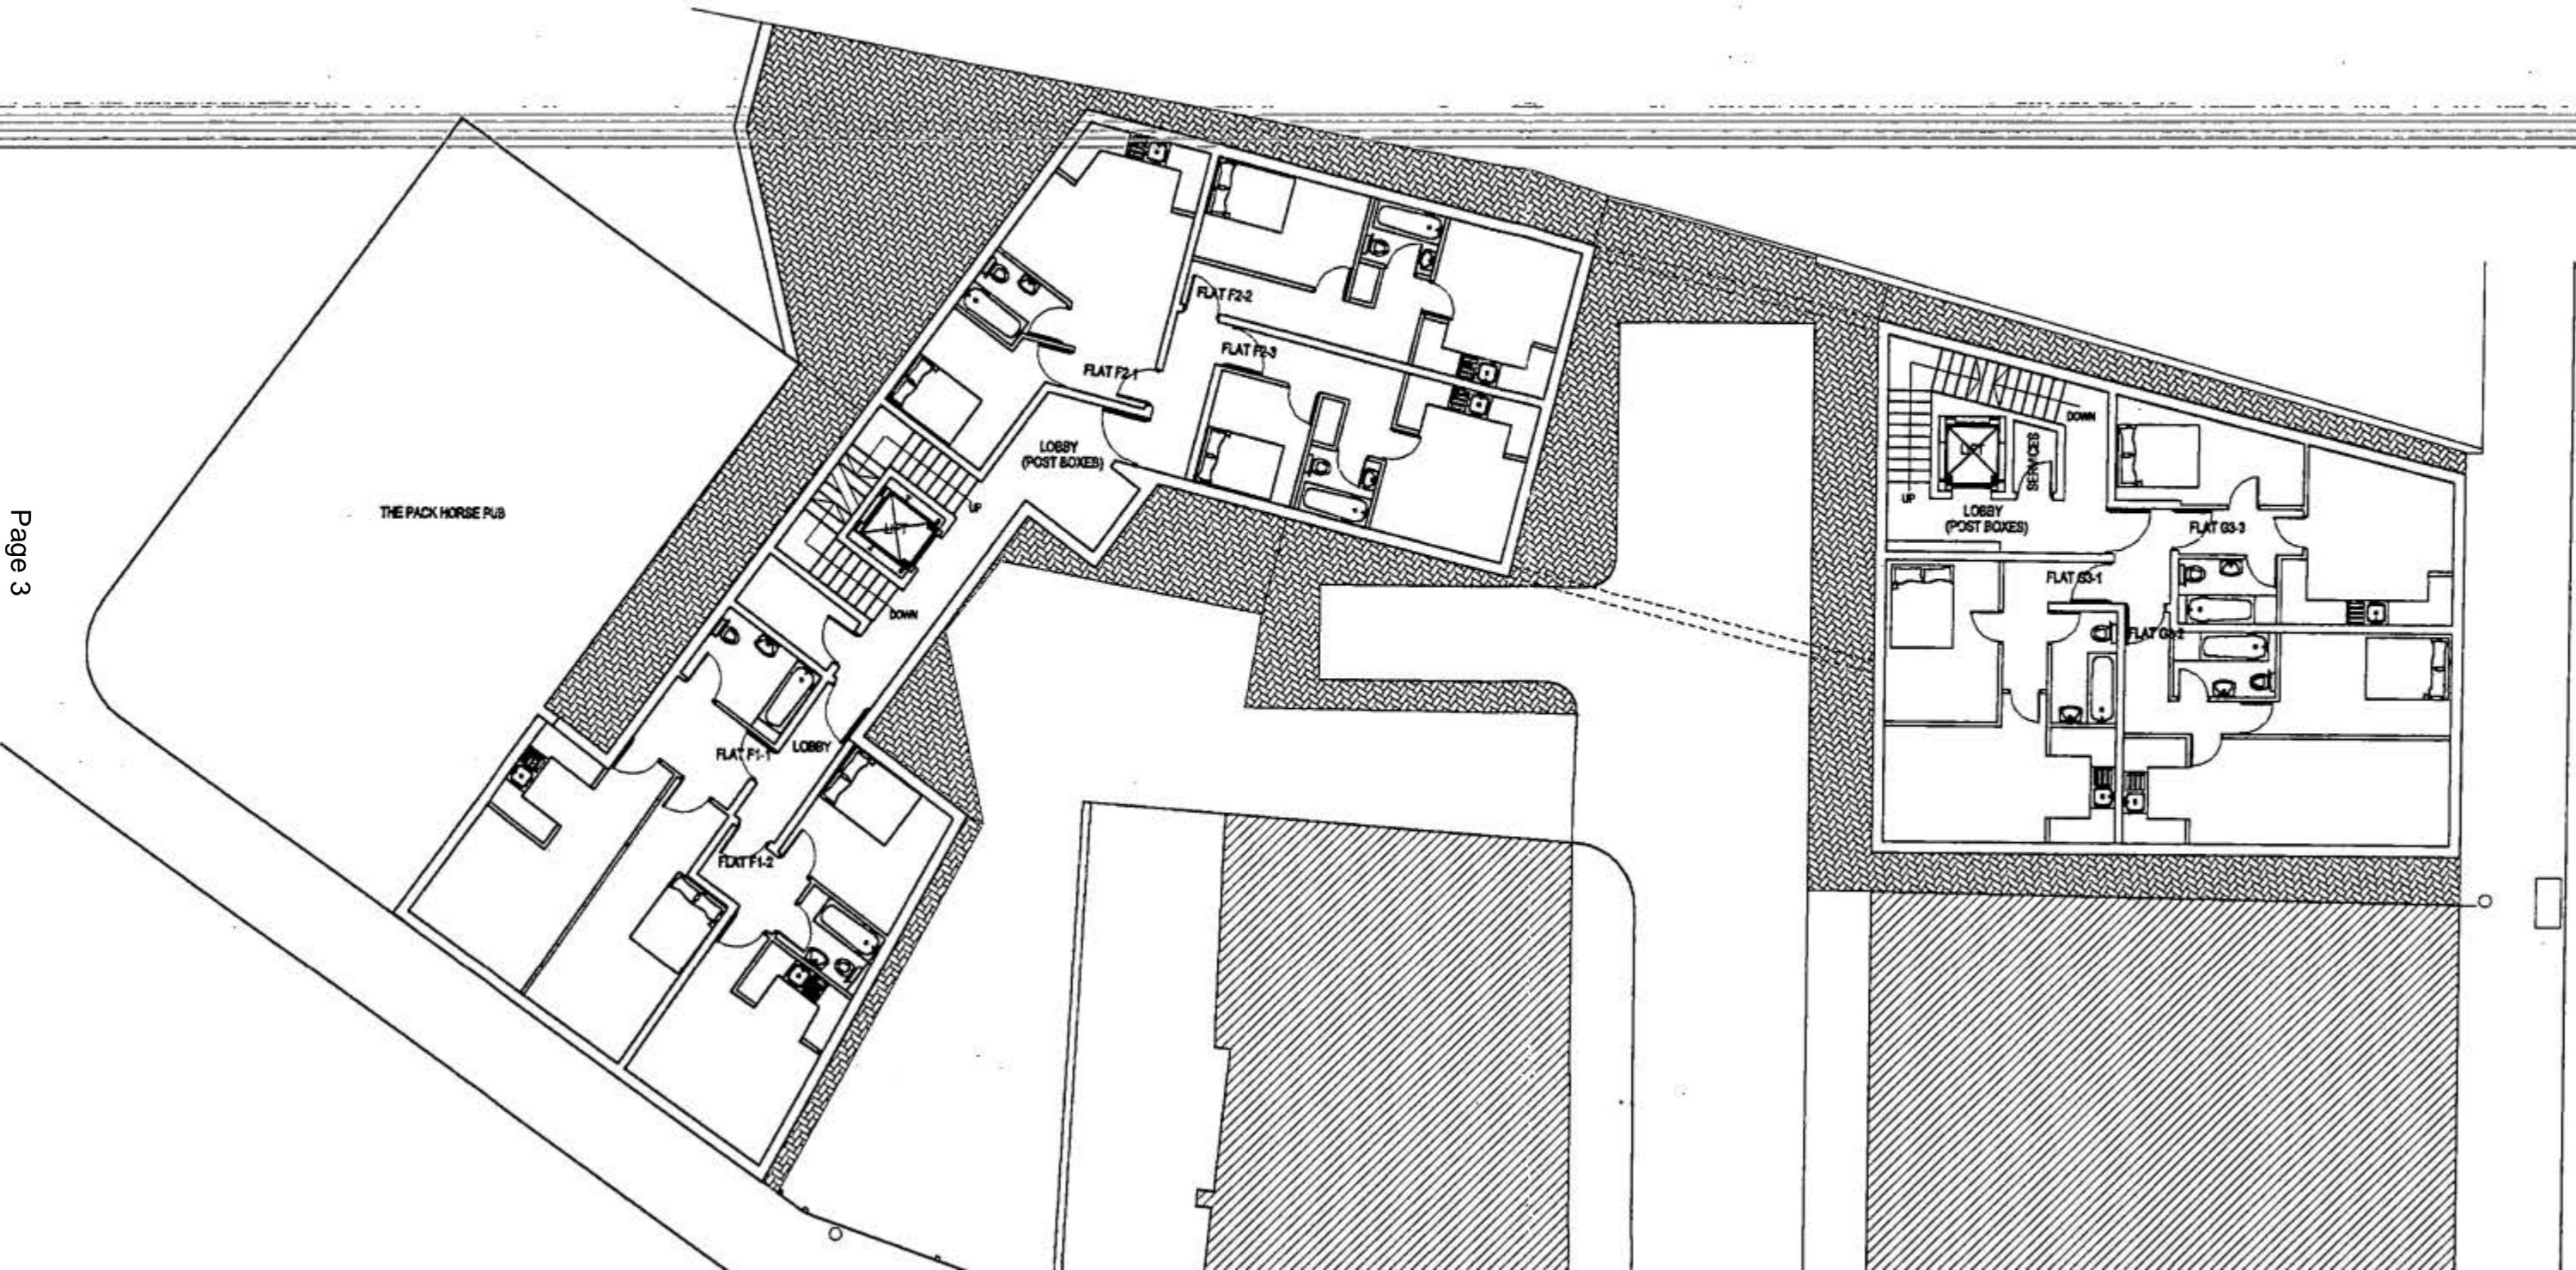 Page 3
THE PACK HORSE PUB
FLAT F2-2
FLAT F2-3
FLAT F2-1
LOBBY
(POST BOXES)
LIFT
UP
DOWN
FLAT F1-1
LOBBY
FLAT F1-2
DOWN
LIFT
SERVICES
UP
LOBBY
(POST BOXES)
FLAT G3-3
FLAT G3-1
FLAT G3-2